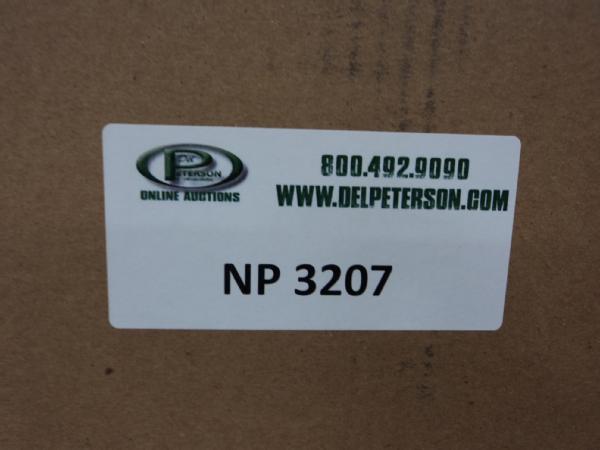 Del
PETERSON
ONLINE AUCTIONS
800.492.9090
WWW.DELPETERSON.COM
NP 3207